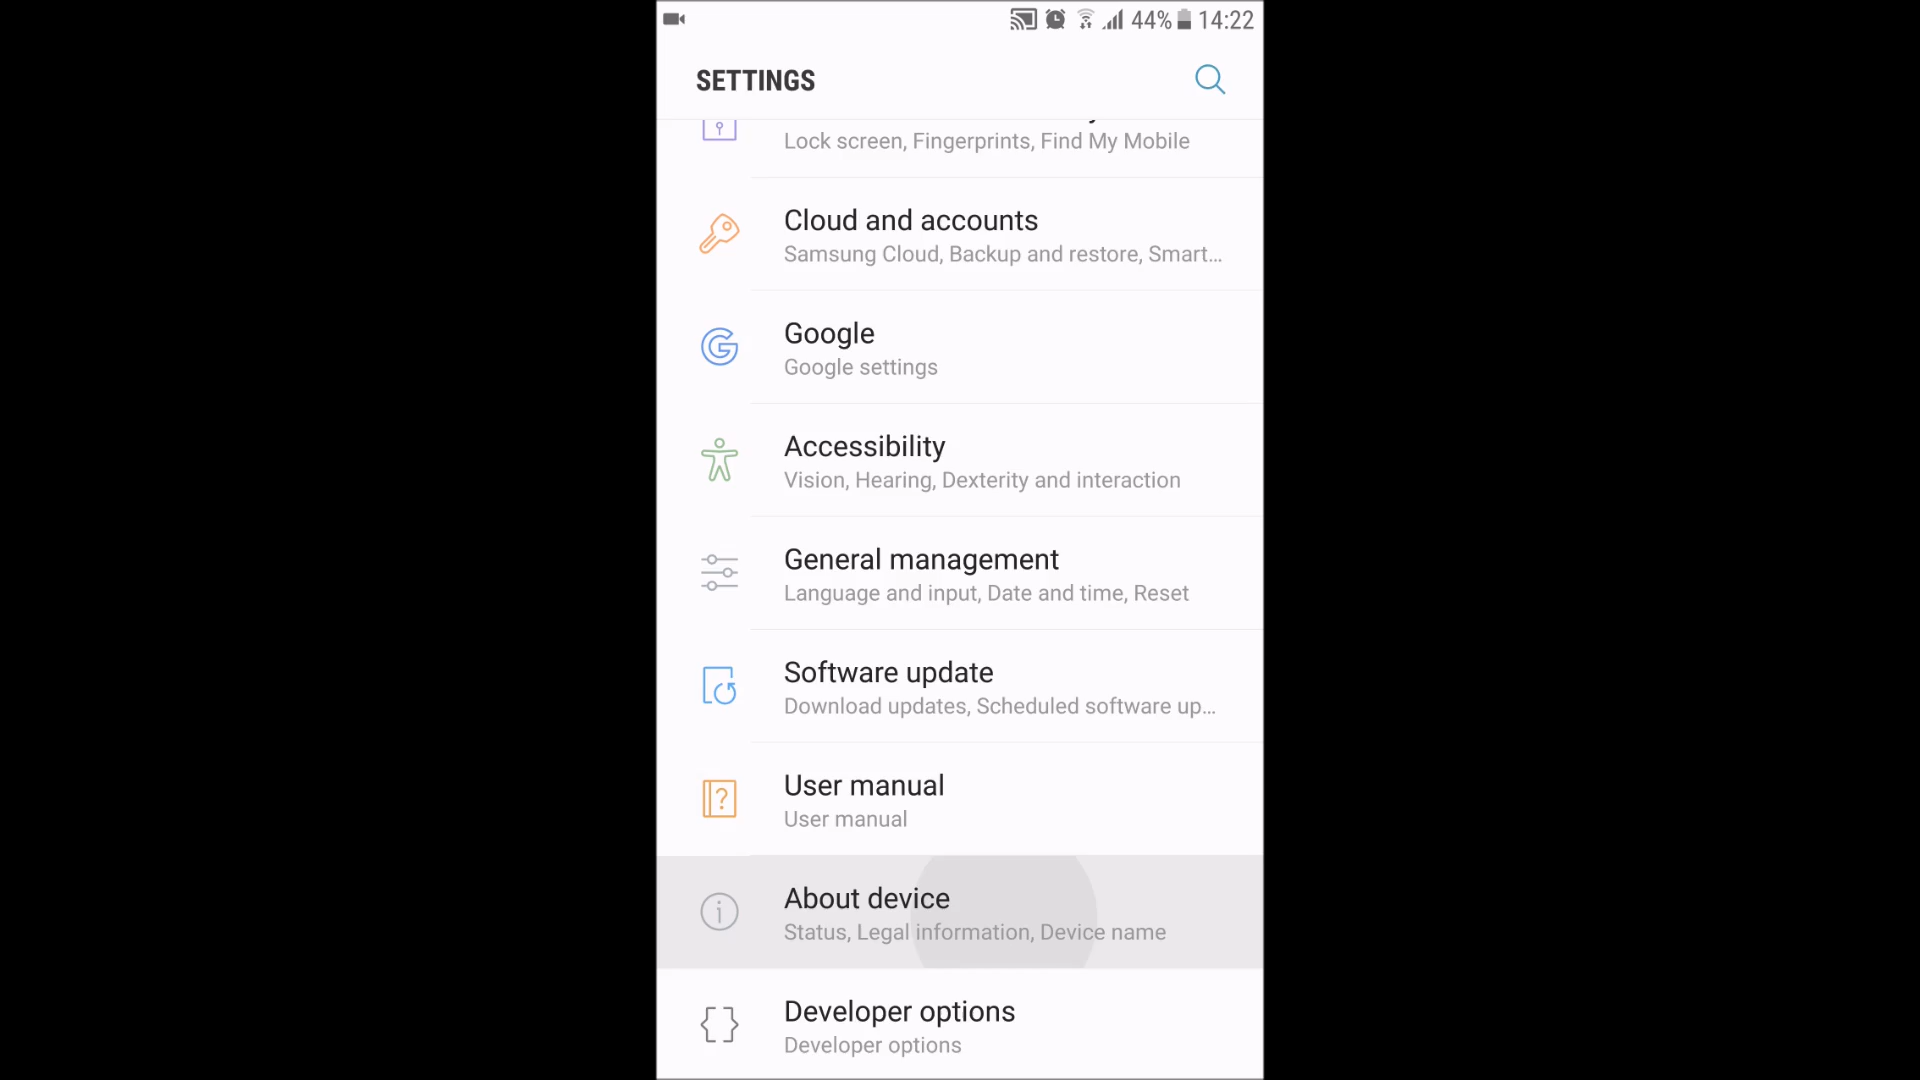 44% 14:22
SETTINGS
Lock screen, Fingerprints, Find My Mobile
Cloud and accounts
Samsung Cloud, Backup and restore, Smart...
Google
Google settings
Accessibility
Vision, Hearing, Dexterity and interaction
General management
Language and input, Date and time, Reset
Software update
Download updates, Scheduled software up...
User manual
User manual
About device
Status, Legal information, Device name
Developer options
Developer options